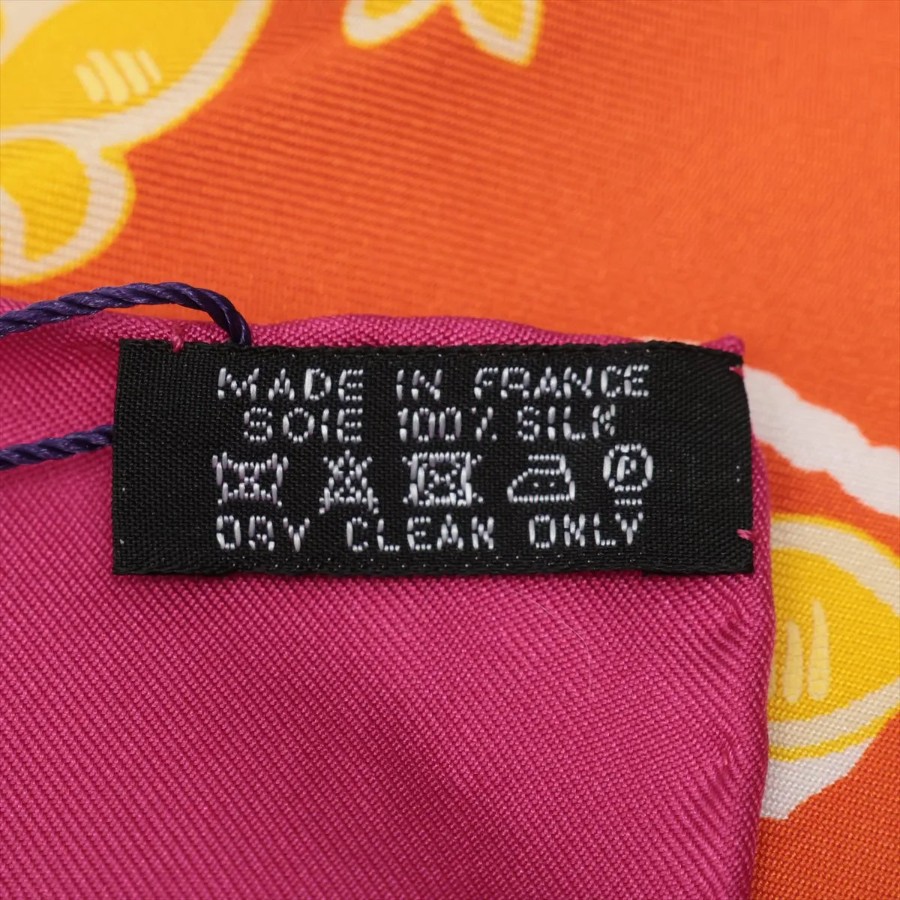 MADE IN FRANCE
SOIE 100% SILK
P
DRY CLEAN ONLY